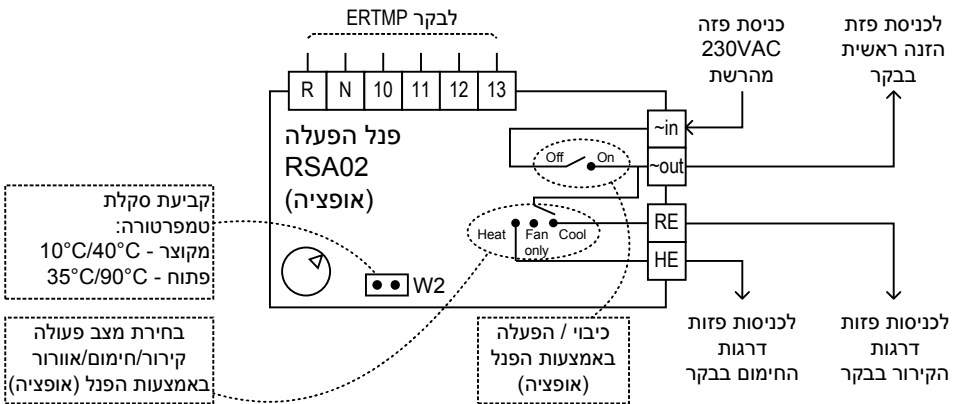 לבקר ERTMP
R N 10 11 12 13
פנל הפעלה
RSA02
(אופציה)
כניסת פזה
230VAC
מהרשת
לכניסת פזת
הזנה ראשית
בבקר
~in
~out
Off On
RE
HE
Heat Fan only Cool
W2
קביעת סקלת
טמפרטורה:
מקוצר - 10°C/40°C
פתוח - 35°C/90°C
בחירת מצב פעולה
קירור/חימום/אוורור
באמצעות הפנל (אופציה)
כיבוי / הפעלה
באמצעות הפנל
(אופציה)
לכניסות פזות
דרגות
החימום בבקר
לכניסות פזות
דרגות
הקירור בבקר